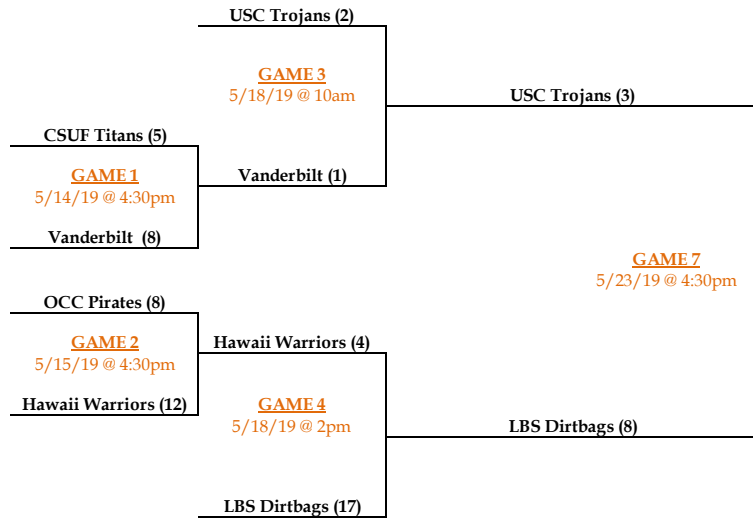 USC Trojans (2)
GAME 3
5/18/19 @ 10am
USC Trojans (3)
CSUF Titans (5)
GAME 1
5/14/19 @ 4:30pm
Vanderbilt (1)
Vanderbilt (8)
GAME 7
5/23/19 @ 4:30pm
OCC Pirates (8)
GAME 2
5/15/19 @ 4:30pm
Hawaii Warriors (4)
Hawaii Warriors (12)
GAME 4
5/18/19 @ 2pm
LBS Dirtbags (8)
LBS Dirtbags (17)